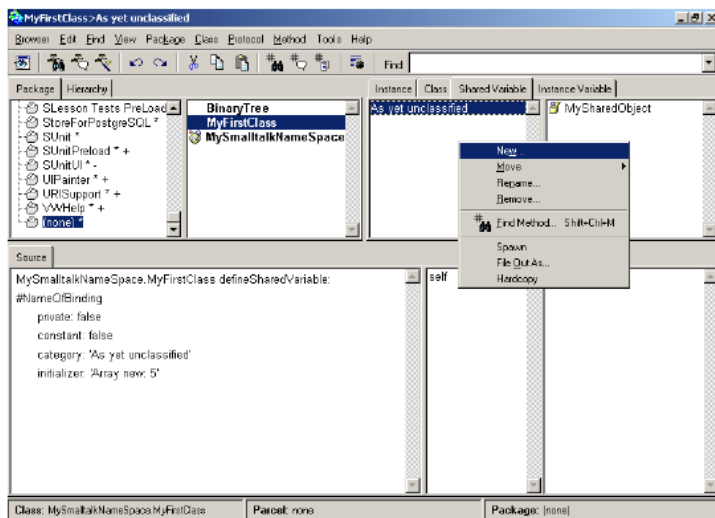 MyFirstClass>As yet unclassified
Browser Edit Find View Package Class Protocol Method Tools Help
Find
Package Hierarchy
Instance Class Shared Variable Instance Variable
SLesson Tests PreLoad
StoreForPostgreSQL *
SUnit *
SUnitPreload * +
SUnitUI * -
UIPainter * +
URISupport * +
VWHelp * +
(none) *
BinaryTree
MyFirstClass
MySmalltalkNameSpace
As yet unclassified
MySharedObject
New...
Move
Rename...
Remove...
Find Method... Shift+Ctrl+M
Spawn
File Out As...
Hardcopy
Source
MySmalltalkNameSpace.MyFirstClass defineSharedVariable:
#NameOfBinding
private: false
constant: false
category: 'As yet unclassified'
initializer: 'Array new: 5'
self
Class: MySmalltalkNameSpace.MyFirstClass
Parcel: none
Package: (none)